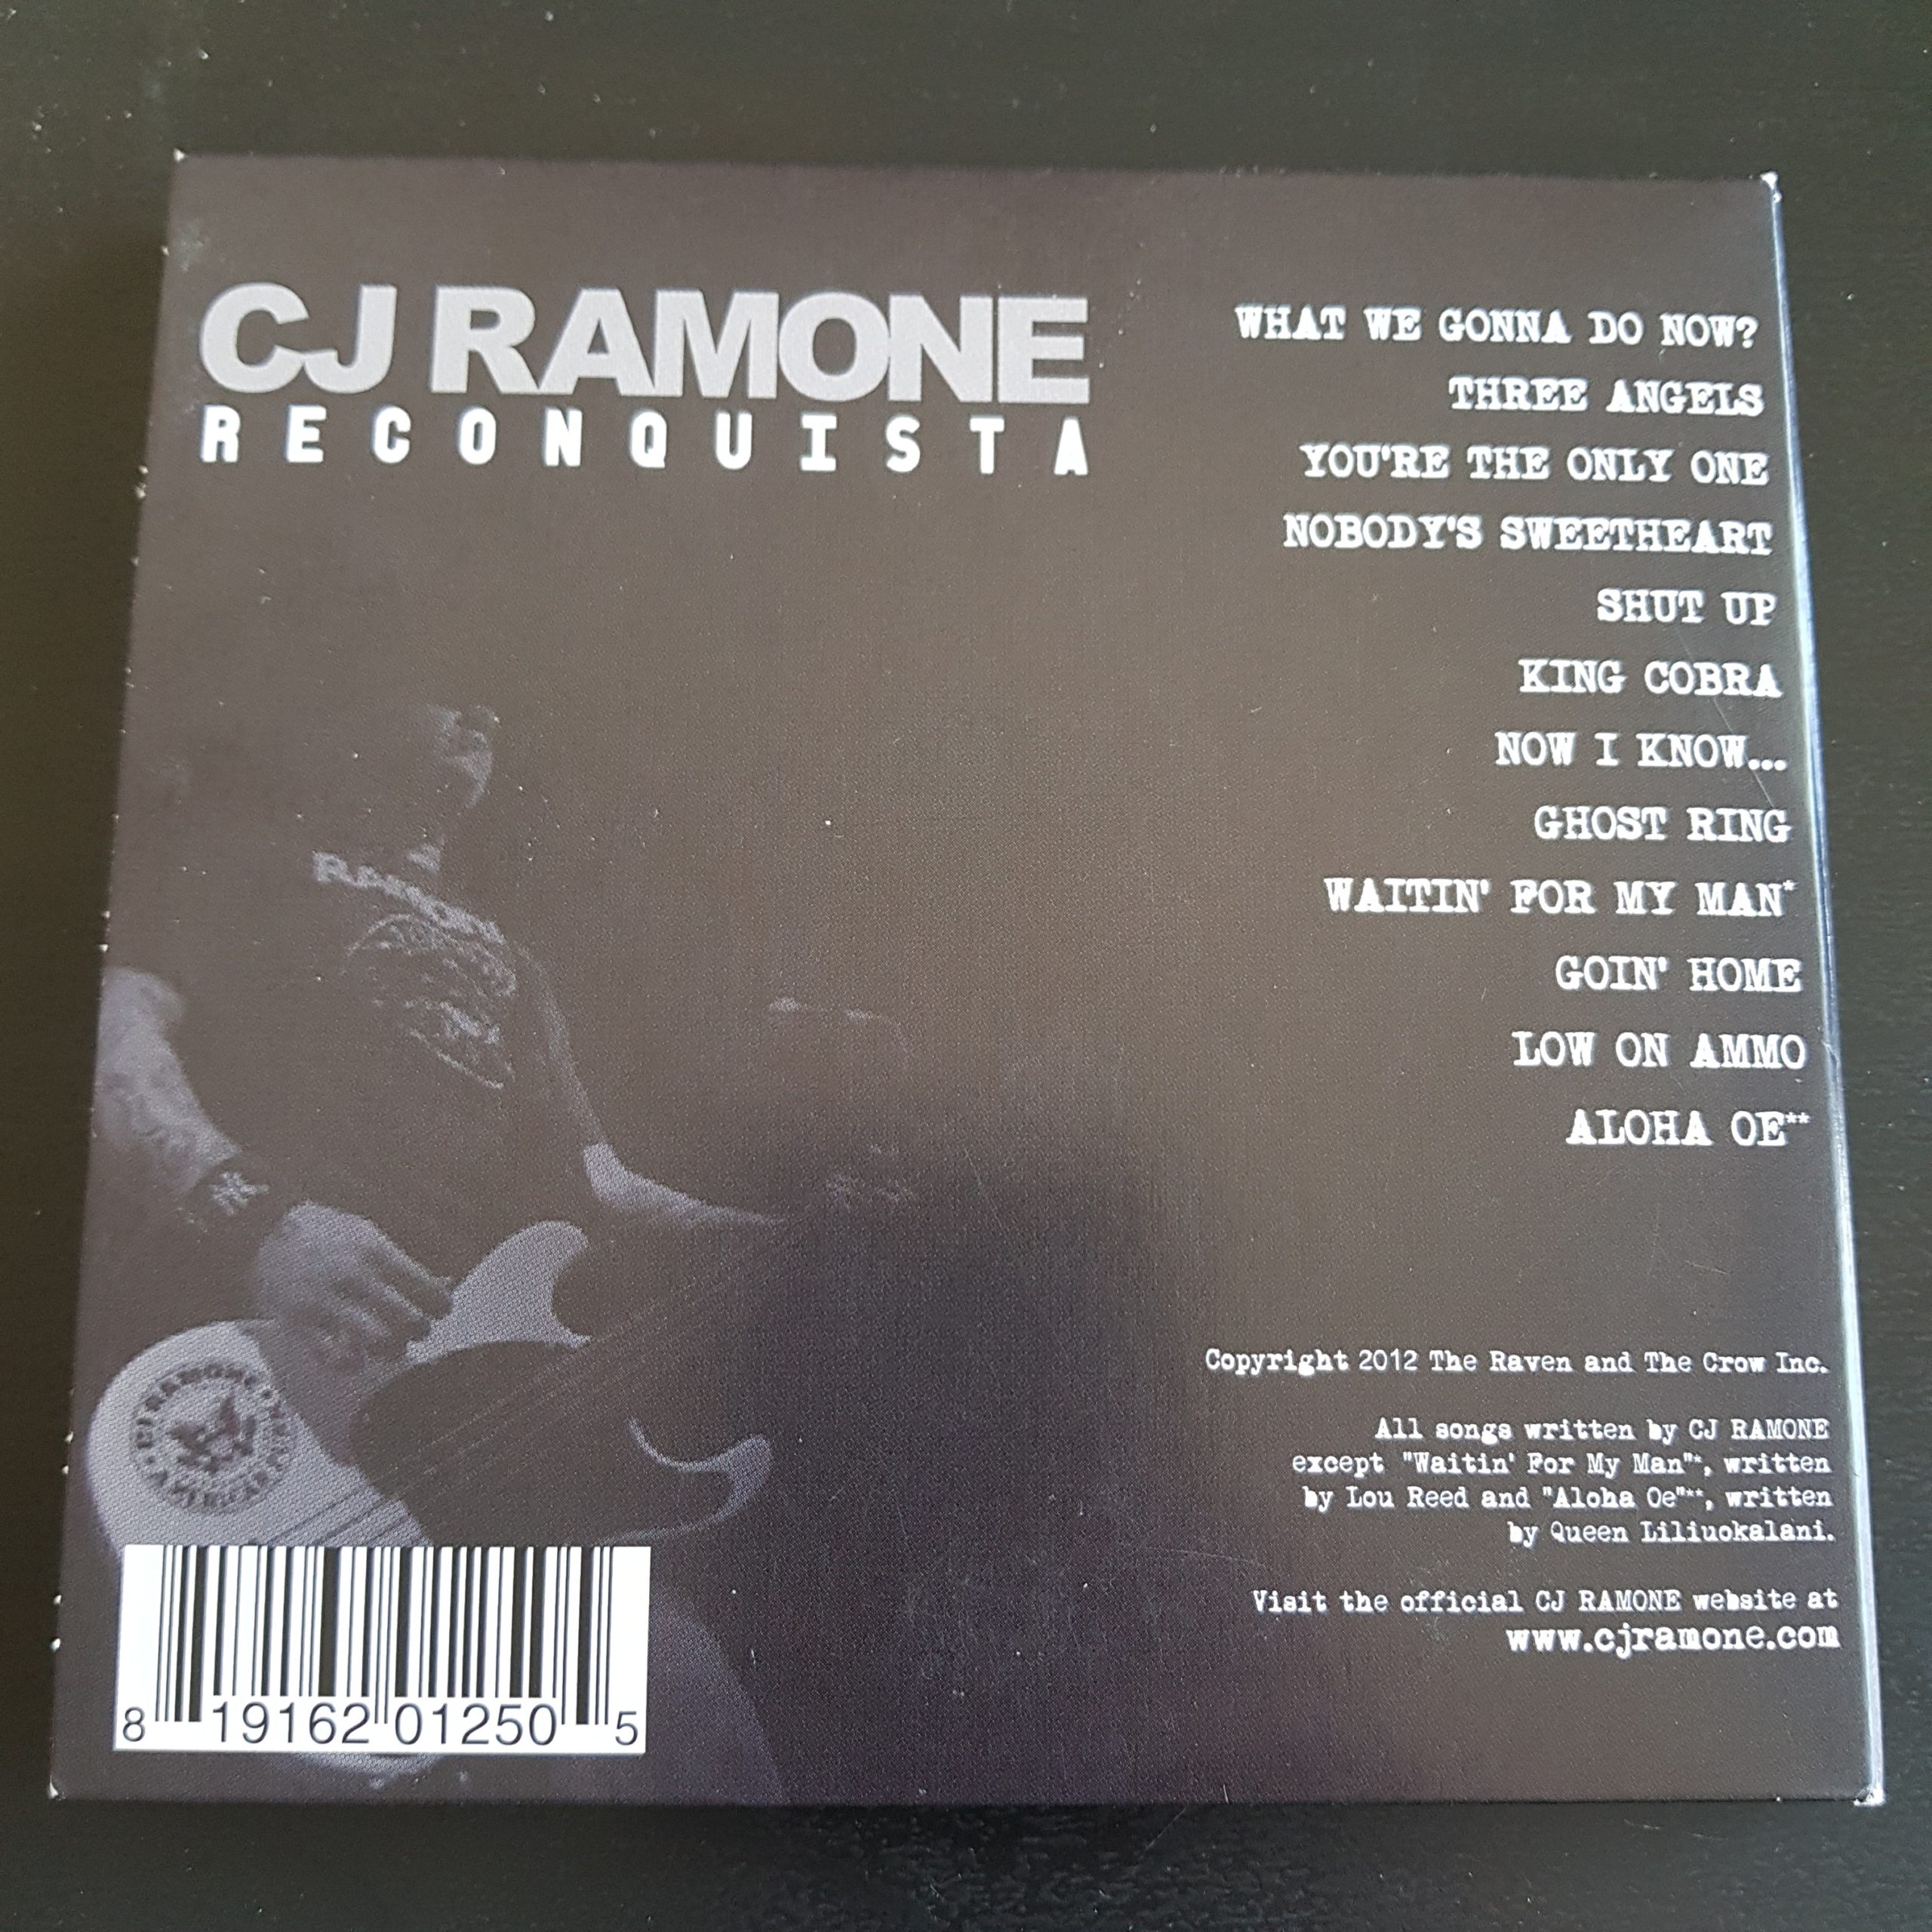 CJ RAMONE
RECONQUISTA
WHAT WE GONNA DO NOW?
THREE ANGELS
YOU'RE THE ONLY ONE
NOBODY'S SWEETHEART
SHUT UP
KING COBRA
NOW I KNOW...
GHOST RING
WAITIN' FOR MY MAN*
GOIN' HOME
LOW ON AMMO
ALOHA OE**
RAMONES
CJ RAMONE
Copyright 2012 The Raven and The Crow Inc.
All songs written by CJ RAMONE
except "Waitin' For My Man"*, written
by Lou Reed and "Aloha Oe"**, written
by Queen Liliuokalani.
Visit the official CJ RAMONE website at
www.cjramone.com
8 19162 01250 5